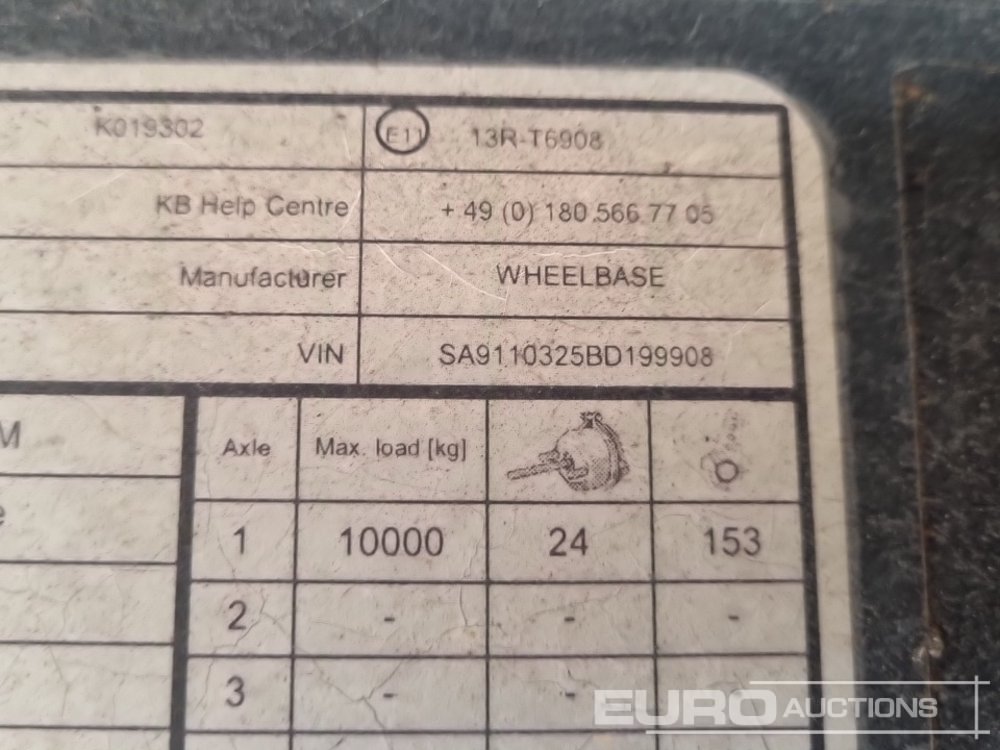 K019302 E11 13R-T6908
KB Help Centre + 49 (0) 180 566 77 05
Manufacturer WHEELBASE
VIN SA9110325BD199908
M Axle Max. load [kg]
e
1 10000 24 153
2 - - -
3 - - -
EURO AUCTIONS